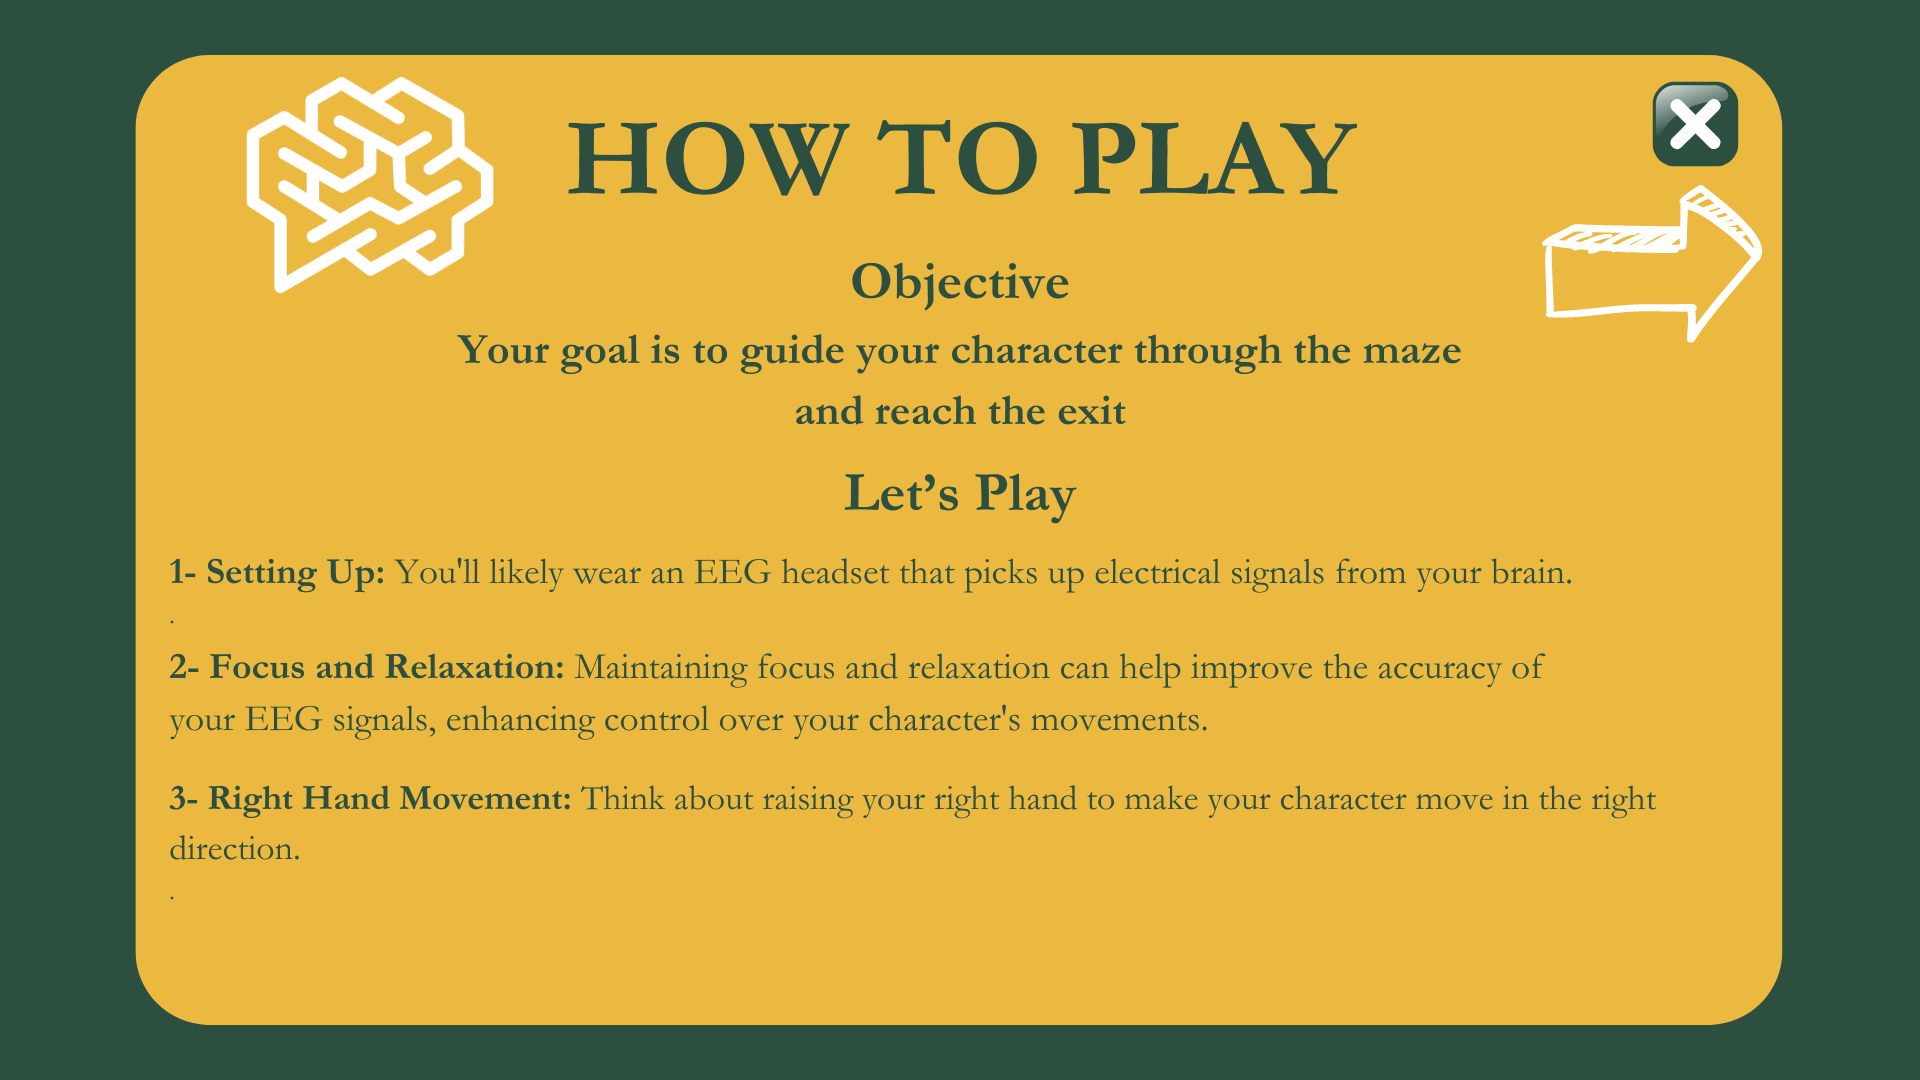 HOW TO PLAY
Objective
Your goal is to guide your character through the maze
and reach the exit
Let’s Play
1- Setting Up: You'll likely wear an EEG headset that picks up electrical signals from your brain.
.
2- Focus and Relaxation: Maintaining focus and relaxation can help improve the accuracy of
your EEG signals, enhancing control over your character's movements.
3- Right Hand Movement: Think about raising your right hand to make your character move in the right
direction.
.